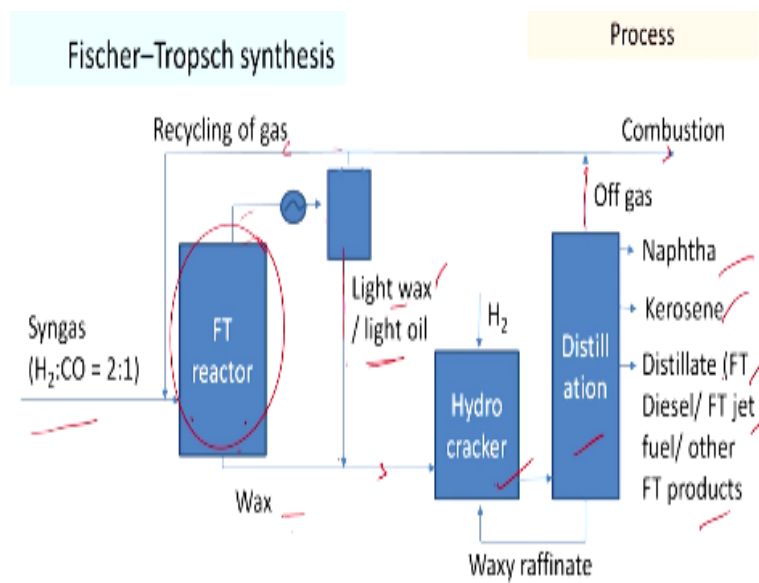 Fischer–Tropsch synthesis
Process
Recycling of gas
Combustion
Off gas
Naphtha
Light wax
/ light oil
Kerosene
Syngas
(H₂:CO = 2:1)
FT
reactor
H₂
Distill
ation
Distillate (FT
Diesel/ FT jet
fuel/ other
FT products
Hydro
cracker
Wax
Waxy raffinate